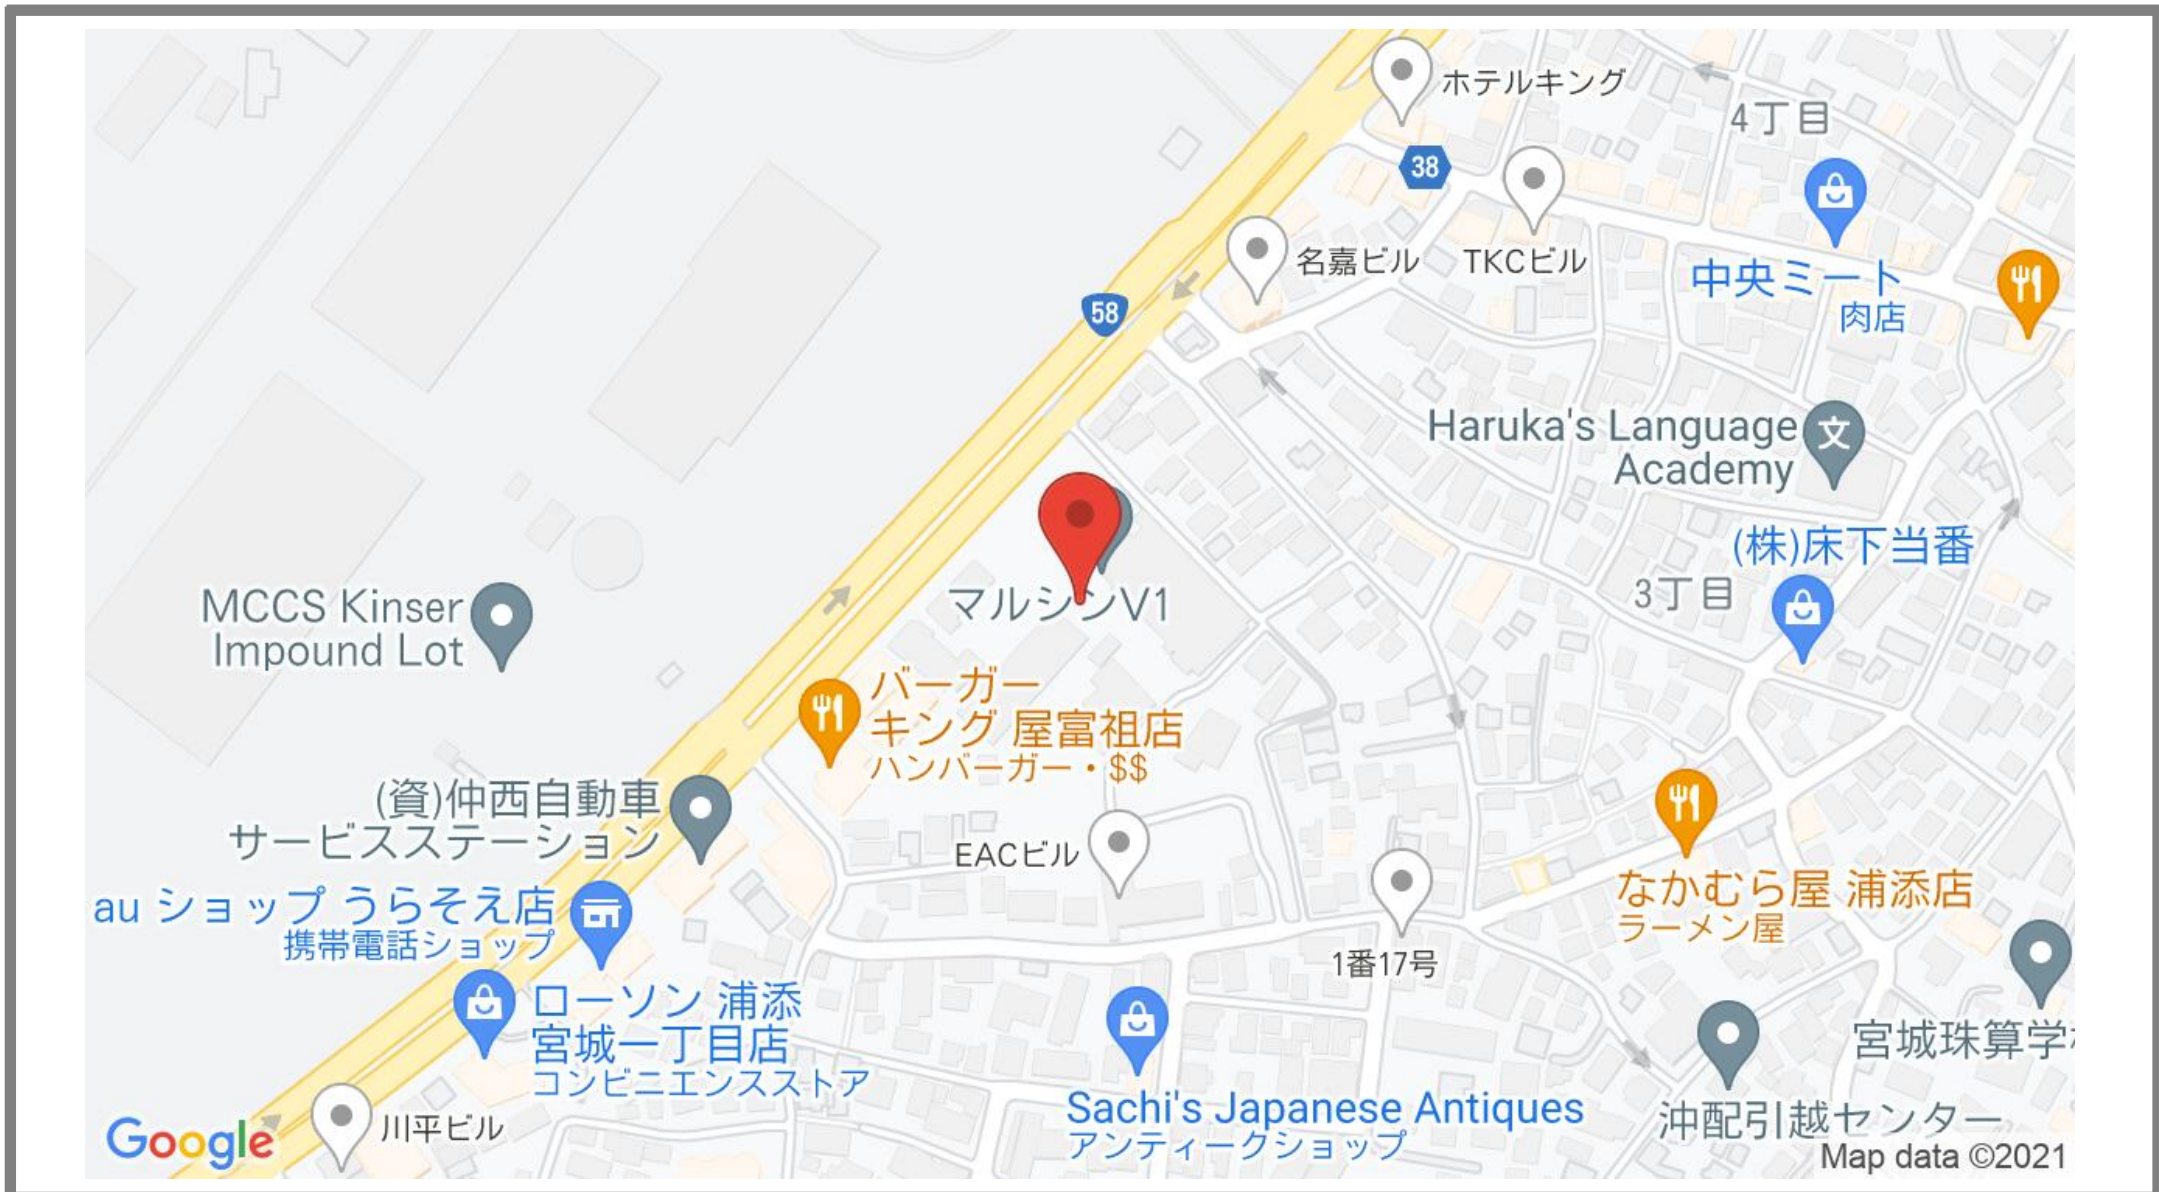 ホテルキング
4丁目
38
名嘉ビル
TKCビル
中央ミート
肉店
58
Haruka's Language
Academy
文
(株)床下当番
3丁目
マルシンV1
MCCS Kinser
Impound Lot
バーガー
キング 屋富祖店
ハンバーガー・$$
(資)仲西自動車
サービスステーション
EACビル
au ショップ うらそえ店
携帯電話ショップ
なかむら屋 浦添店
ラーメン屋
1番17号
ローソン 浦添
宮城一丁目店
コンビニエンスストア
宮城珠算学
Sachi's Japanese Antiques
アンティークショップ
沖配引越センター
川平ビル
Google
Map data ©2021